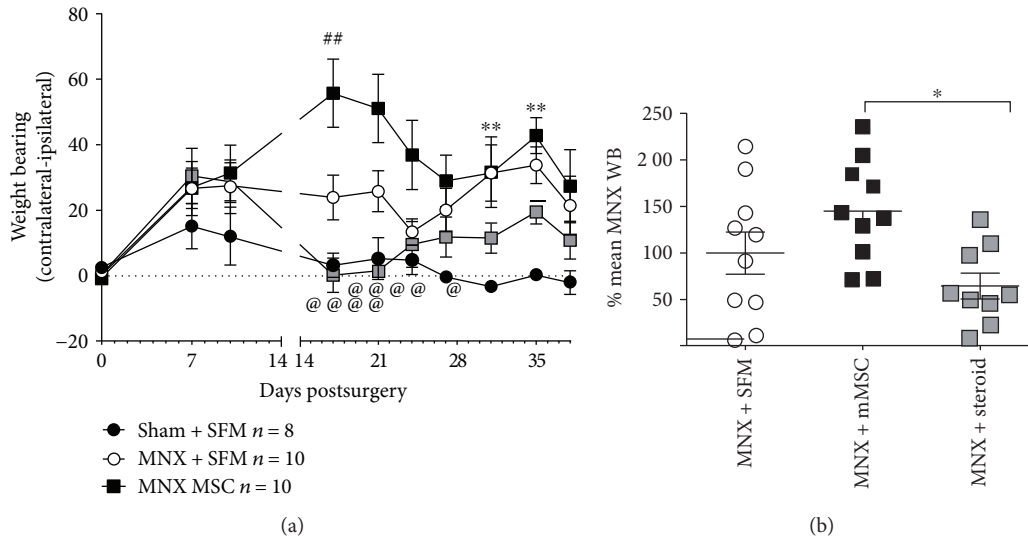 80
60
40
20
0
−20
Weight bearing
(contralateral-ipsilateral)
##
**
**
@ @ @ @ @
@ @ @ @
0 7 14 14 21 28 35
Days postsurgery
Sham + SFM n = 8
MNX + SFM n = 10
MNX MSC n = 10
(a)
250
200
150
100
50
% mean MNX WB
*
MNX + SFM
MNX + mMSC
MNX + steroid
(b)